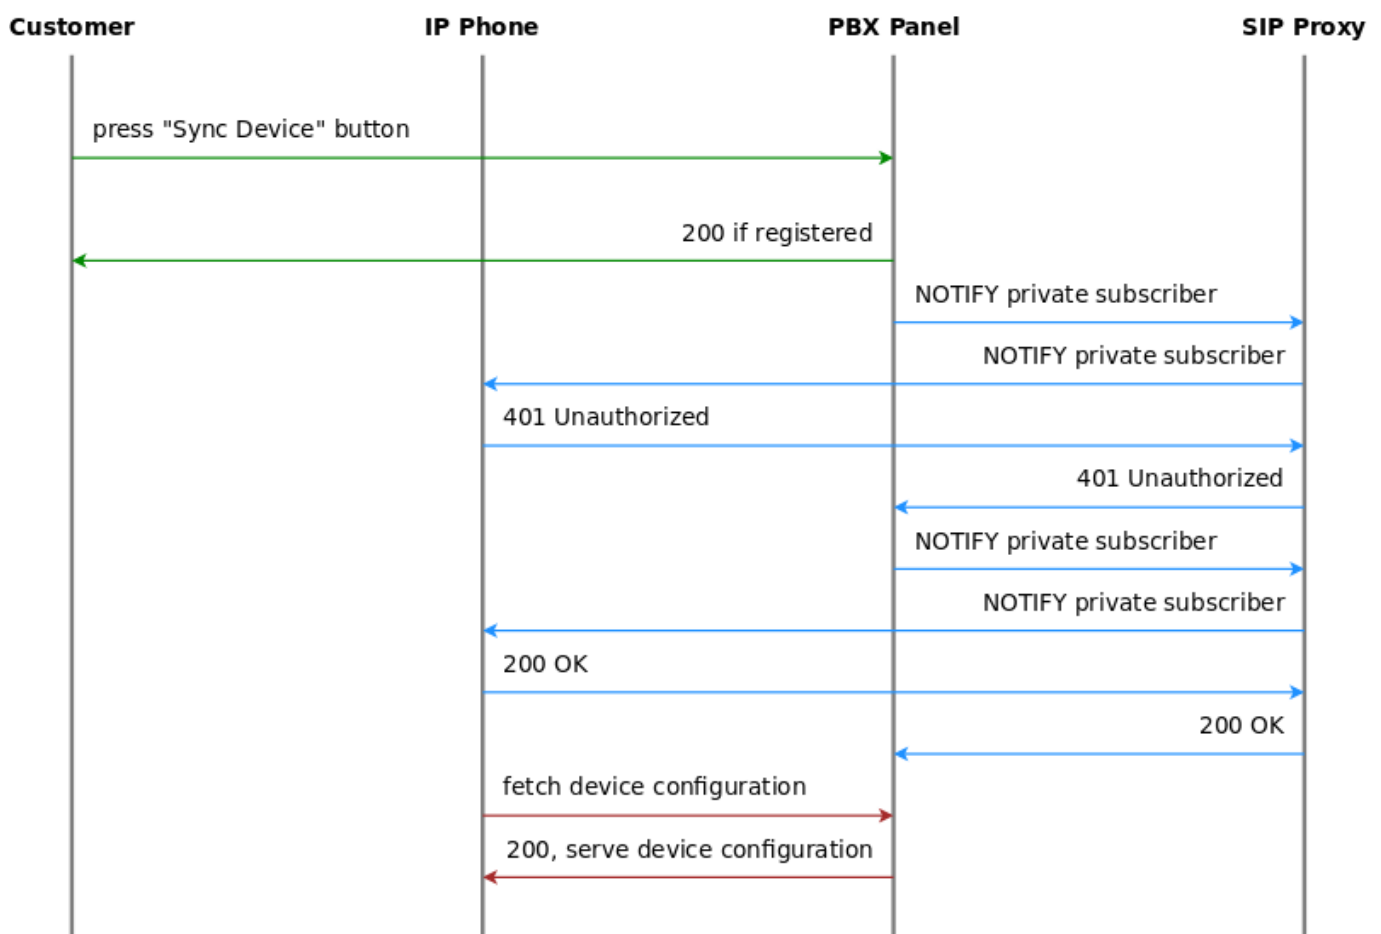 Customer IP Phone PBX Panel SIP Proxy
press "Sync Device" button
200 if registered
NOTIFY private subscriber
NOTIFY private subscriber
401 Unauthorized
401 Unauthorized
NOTIFY private subscriber
NOTIFY private subscriber
200 OK
200 OK
fetch device configuration
200, serve device configuration